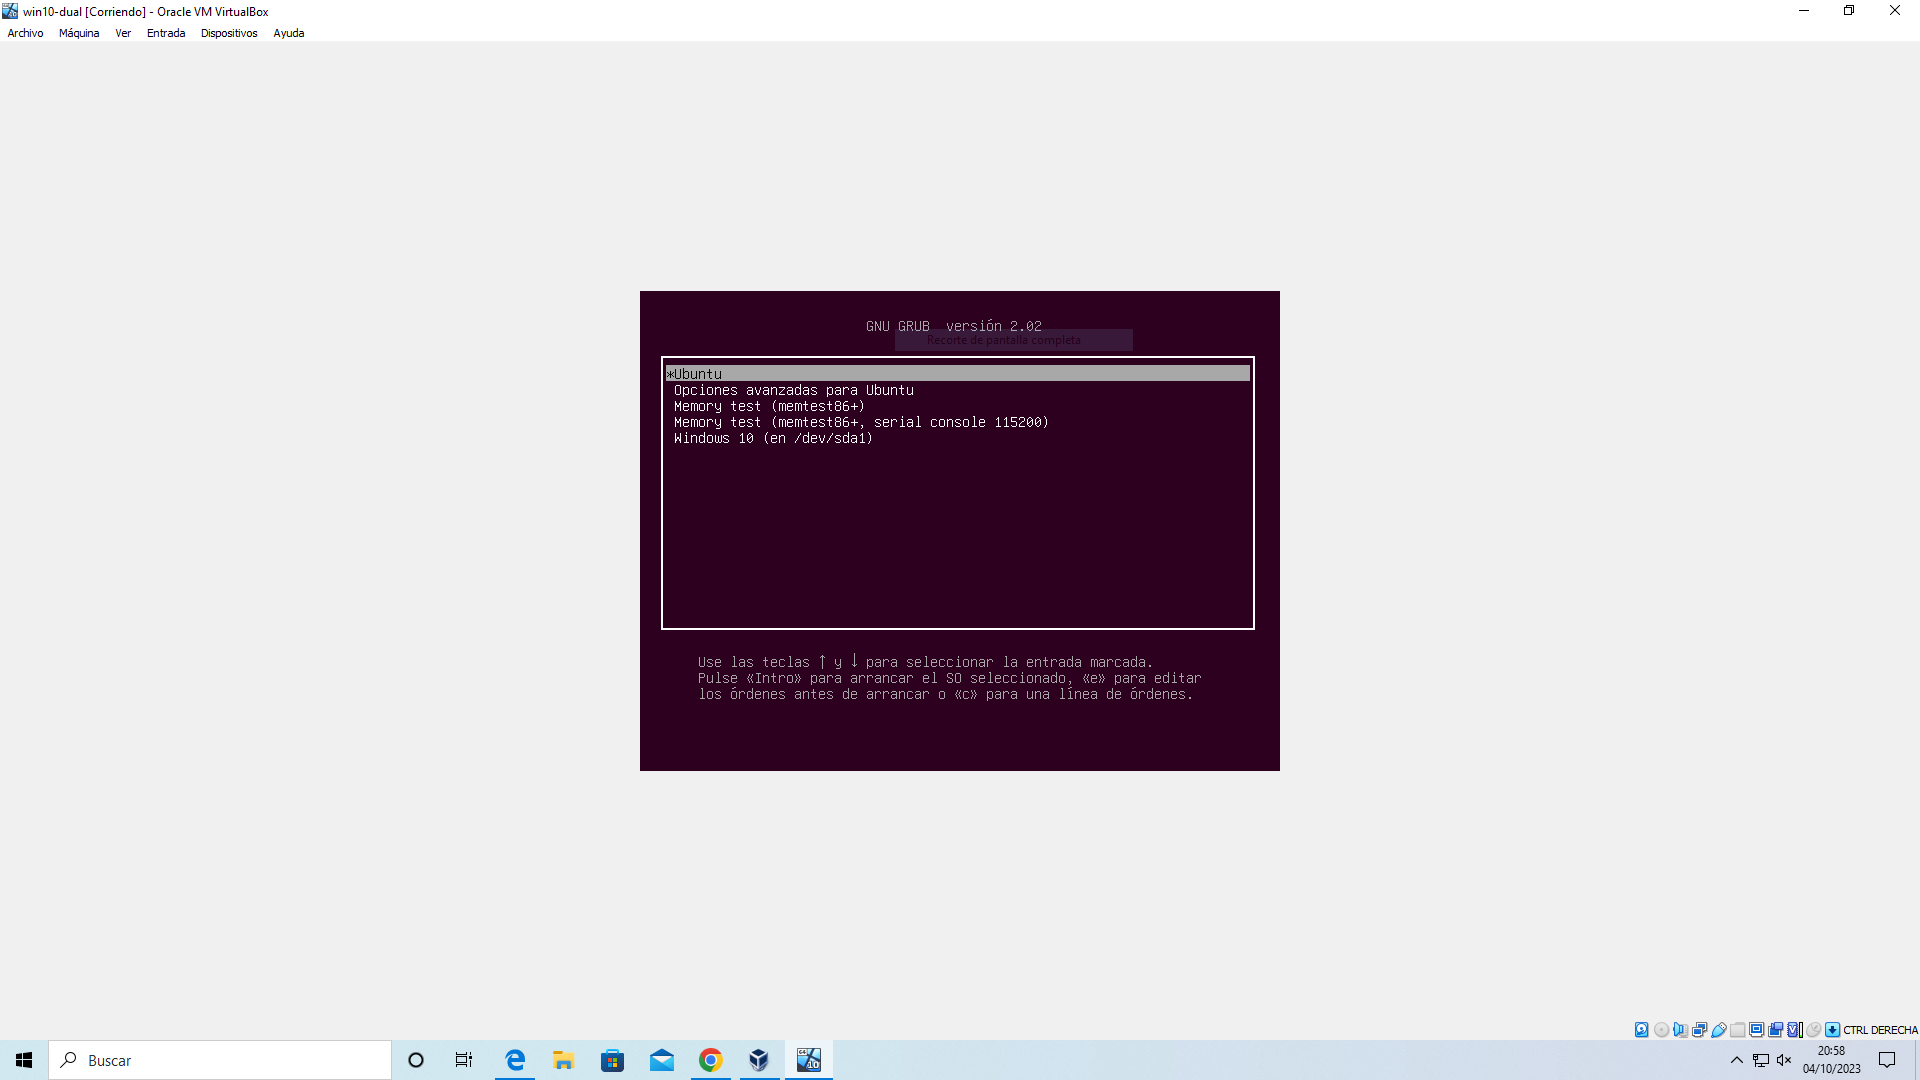 win10-dual [Corriendo] - Oracle VM VirtualBox
Archivo Máquina Ver Entrada Dispositivos Ayuda
GNU GRUB versión 2.02
Recorte de pantalla completa
*Ubuntu
Opciones avanzadas para Ubuntu
Memory test (memtest86+)
Memory test (memtest86+, serial console 115200)
Windows 10 (en /dev/sda1)
Use las teclas ↑ y ↓ para seleccionar la entrada marcada.
Pulse «Intro» para arrancar el SO seleccionado, «e» para editar
los órdenes antes de arrancar o «c» para una línea de órdenes.
CTRL DERECHA
Buscar
20:58
04/10/2023